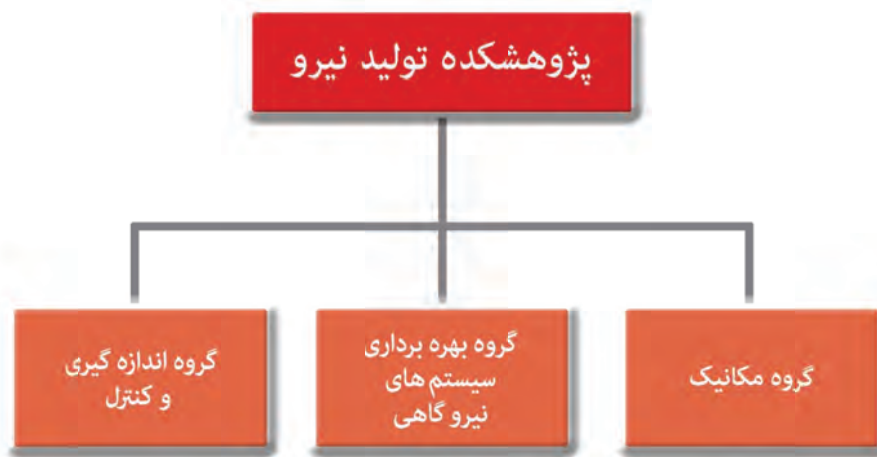 پژوهشکده تولید نیرو
گروه مکانیک
گروه بهره برداری
سیستم های
نیرو گاهی
گروه اندازه گیری
و کنترل